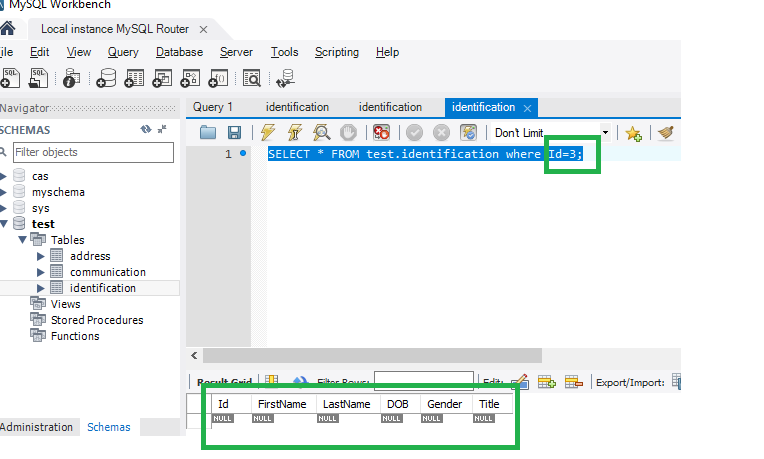 MySQL Workbench
Local instance MySQL Router ×
ile Edit View Query Database Server Tools Scripting Help
SQL SQL
Navigator
SCHEMAS
Filter objects
cas
myschema
sys
test
Tables
address
communication
identification
Views
Stored Procedures
Functions
Administration Schemas
Query 1 identification identification identification ×
Don't Limit
1 SELECT * FROM test.identification where Id=3;
Result Grid Filter Rows: Edit: Export/Import:
Id FirstName LastName DOB Gender Title
NULL NULL NULL NULL NULL NULL